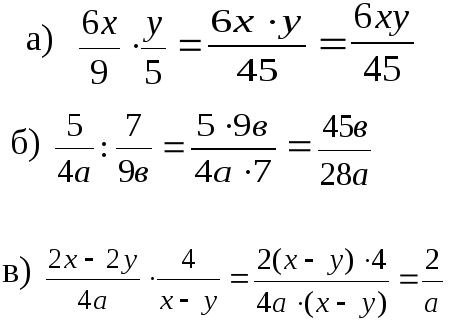 а) 6x/9 · y/5 = 6x · y/45 = 6xy/45
б) 5/4a : 7/9в = 5 · 9в/4a · 7 = 45в/28a
в) 2x − 2y/4a · 4/x − y = 2(x − y) · 4/4a · (x − y) = 2/a